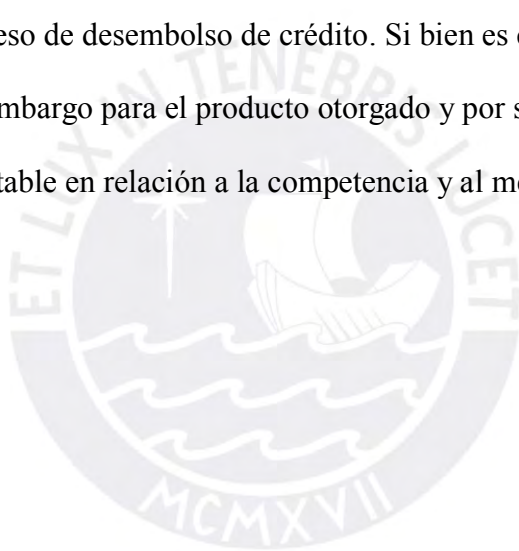 eso de desembolso de crédito. Si bien es
mbargo para el producto otorgado y por s
table en relación a la competencia y al m
ET LUX IN TENEBRIS LUCET
MCMXVII